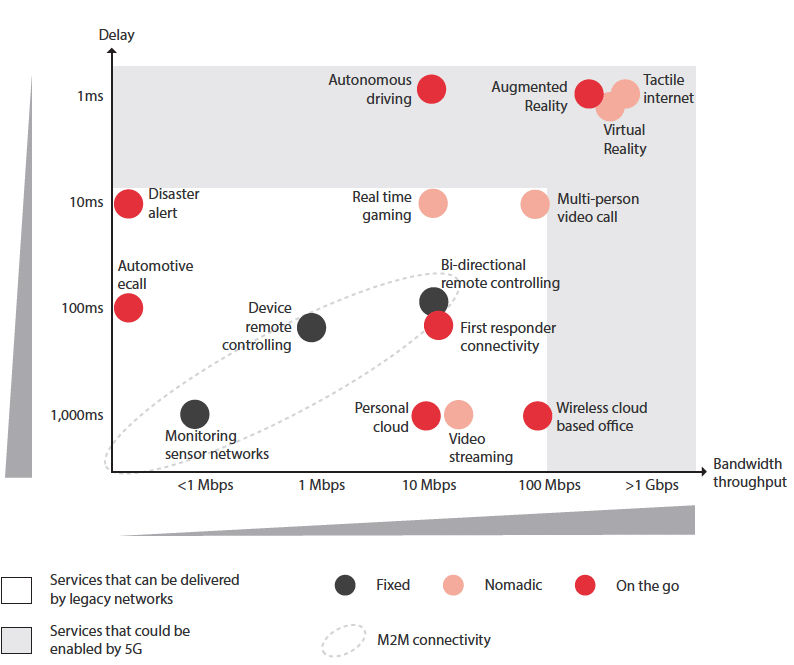 Delay
1ms
10ms
100ms
1,000ms
Autonomous
driving
Augmented
Reality
Tactile
internet
Virtual
Reality
Disaster
alert
Real time
gaming
Multi-person
video call
Automotive
ecall
Bi-directional
remote controlling
Device
remote
controlling
First responder
connectivity
Personal
cloud
Video
streaming
Wireless cloud
based office
Monitoring
sensor networks
<1 Mbps
1 Mbps
10 Mbps
100 Mbps
>1 Gbps
Bandwidth
throughput
Services that can be delivered
by legacy networks
Fixed
Nomadic
On the go
Services that could be
enabled by 5G
M2M connectivity